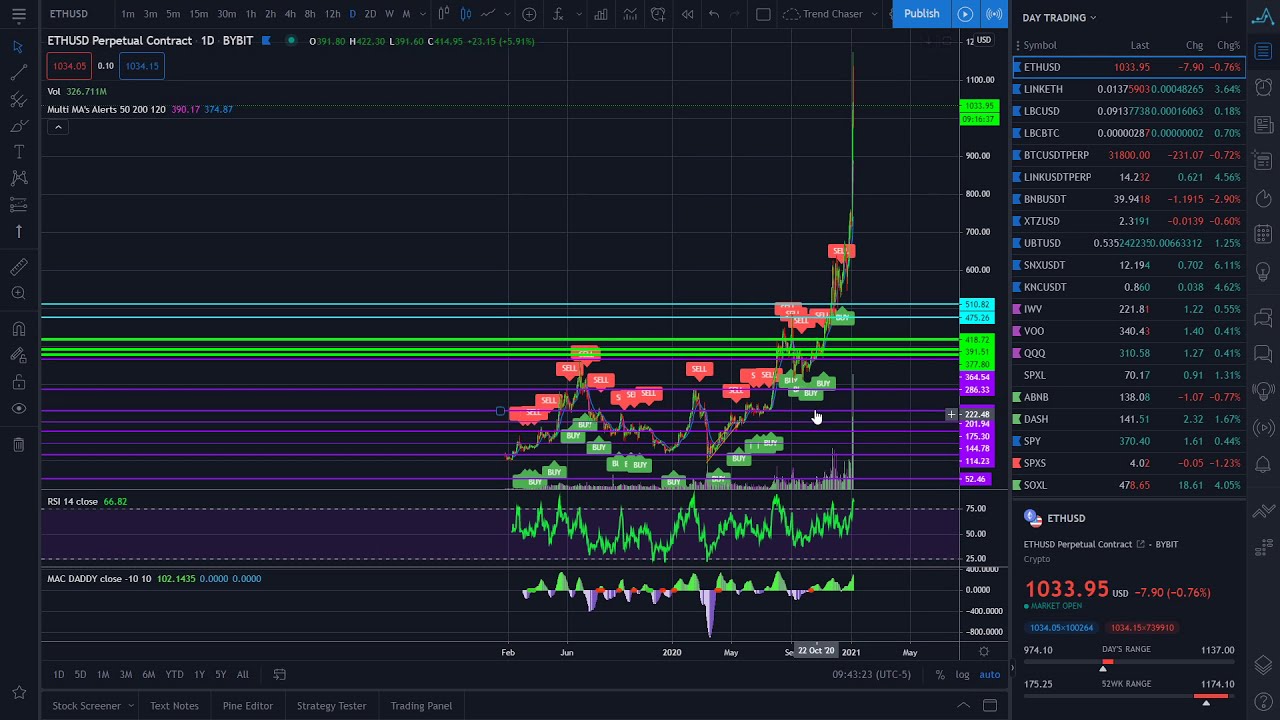 ETHUSD 1m 3m 5m 15m 30m 1h 2h 4h 8h 12h D 2D W M Trend Chaser Publish
ETHUSD Perpetual Contract · 1D · BYBIT O391.80 H422.30 L391.60 C414.95 +23.15 (+5.91%)
1034.05 0.10 1034.15
Vol 326.711M
Multi MA's Alerts 50 200 120 390.17 374.87
USD
1100.00
1033.95
09:16:37
900.00
800.00
700.00
600.00
510.82
475.26
418.72
391.51
377.80
364.54
286.33
222.48
201.94
175.30
144.78
114.23
52.46
SELL
SELL
SELL
SELL
SELL
SELL
SELL
SELL
BUY
BUY
BUY
BUY
BUY
BUY
BUY
BUY
BUY
BUY
BUY
BUY
RSI 14 close 66.82
75.00
50.00
25.00
MAC DADDY close -10 10 102.1435 0.0000 0.0000
400.0000
0.0000
-400.0000
-800.0000
Feb Jun 2020 May 22 Oct '20 2021 May
1D 5D 1M 3M 6M YTD 1Y 5Y All 09:43:23 (UTC-5) % log auto
Stock Screener Text Notes Pine Editor Strategy Tester Trading Panel
DAY TRADING
Symbol Last Chg Chg%
ETHUSD 1033.95 −7.90 −0.76%
LINKETH 0.01375903 0.00048265 3.64%
LBCUSD 0.09137738 0.00016063 0.18%
LBCBTC 0.00000287 0.00000002 0.70%
BTCUSDTPERP 31800.00 −231.07 −0.72%
LINKUSDTPERP 14.232 0.621 4.56%
BNBUSDT 39.9418 −1.1915 −2.90%
XTZUSD 2.3191 −0.0139 −0.60%
UBTUSD 0.53524223 0.00663312 1.25%
SNXUSDT 12.194 0.702 6.11%
KNCUSDT 0.860 0.038 4.62%
IWV 221.81 1.22 0.55%
VOO 340.43 1.40 0.41%
QQQ 310.58 1.27 0.41%
SPXL 70.17 0.91 1.31%
ABNB 138.08 −1.07 −0.77%
DASH 141.51 2.32 1.67%
SPY 370.40 1.61 0.44%
SPXS 4.02 −0.05 −1.23%
SOXL 478.65 18.61 4.05%
ETHUSD
ETHUSD Perpetual Contract · BYBIT
Crypto
1033.95 USD −7.90 (−0.76%)
MARKET OPEN
1034.05×100264 1034.15×739910
974.10 DAY'S RANGE 1137.00
175.25 52WK RANGE 1174.10